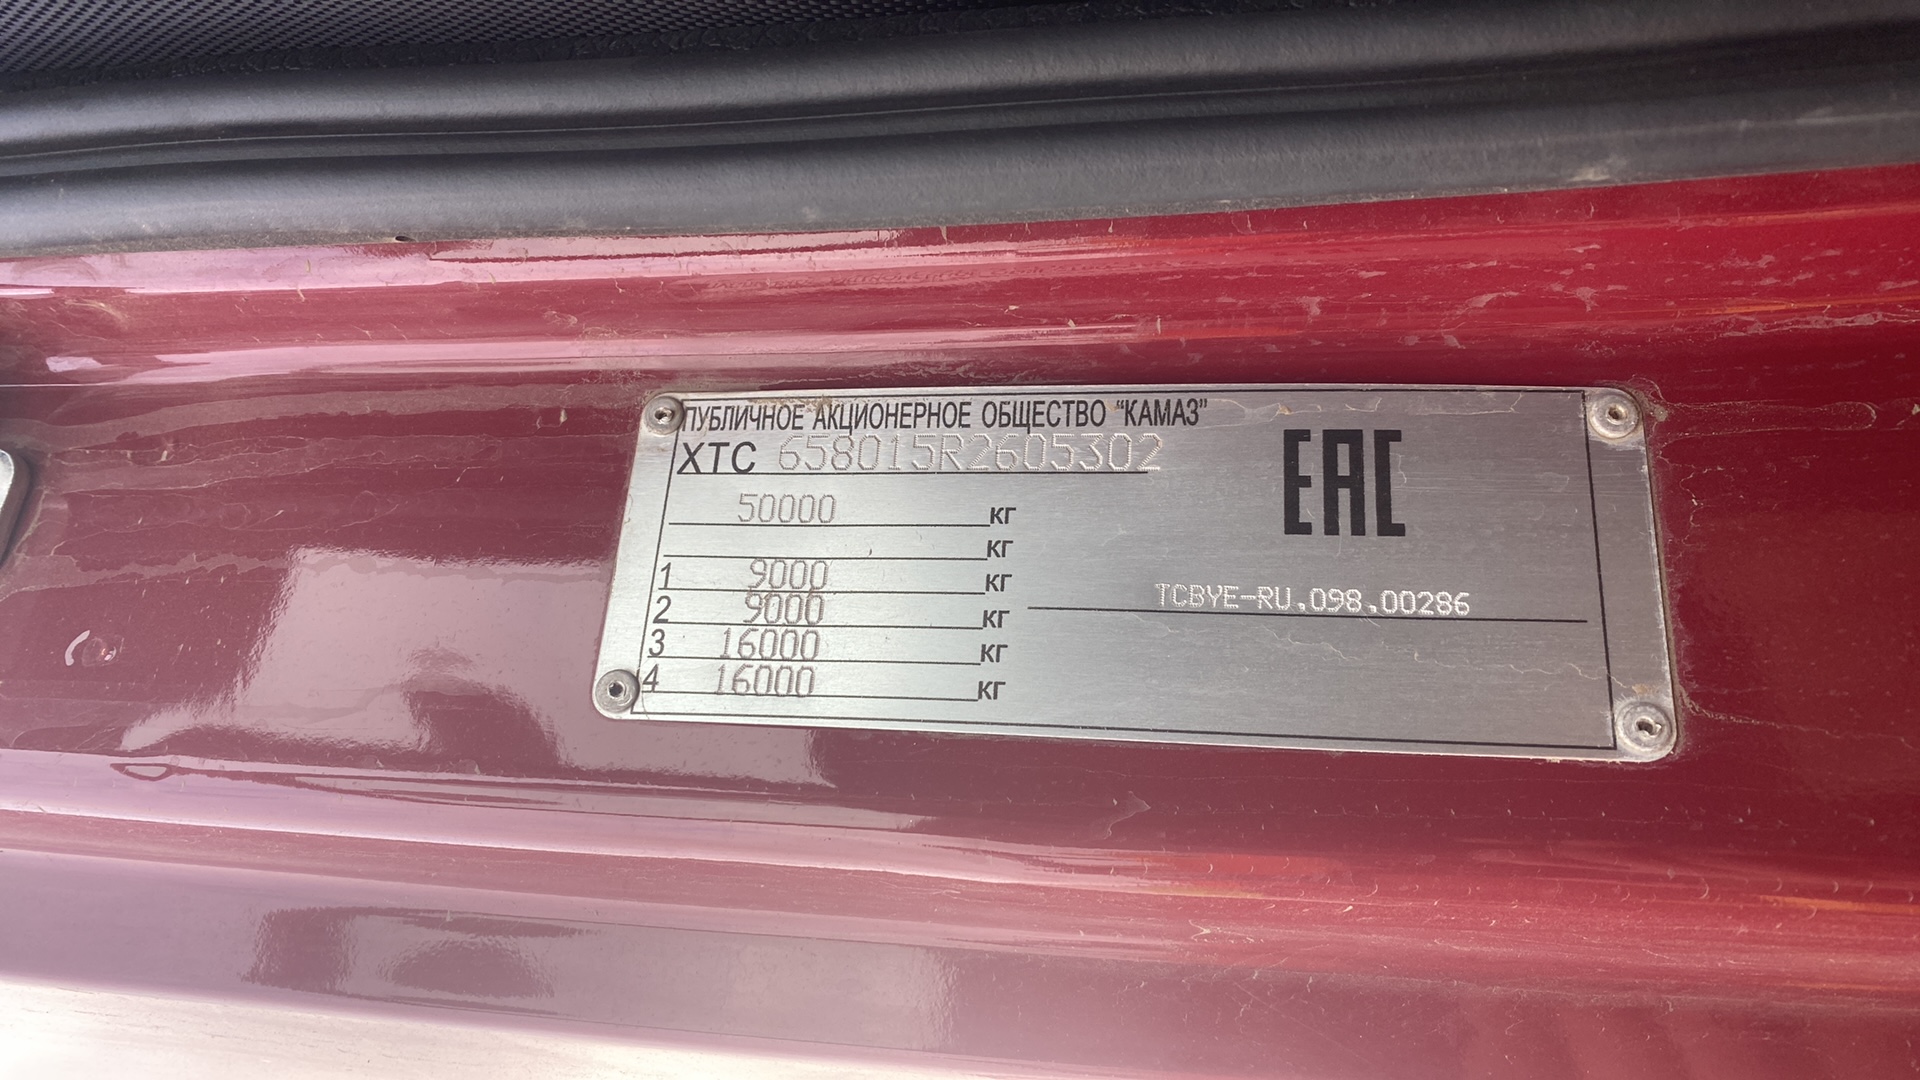 ПУБЛИЧНОЕ АКЦИОНЕРНОЕ ОБЩЕСТВО "КАМАЗ"
XTC 658015R2605302
50000 кг
кг
1 9000 кг
2 9000 кг
3 16000 кг
4 16000 кг
EAC
TCBYE-RU.098.00286